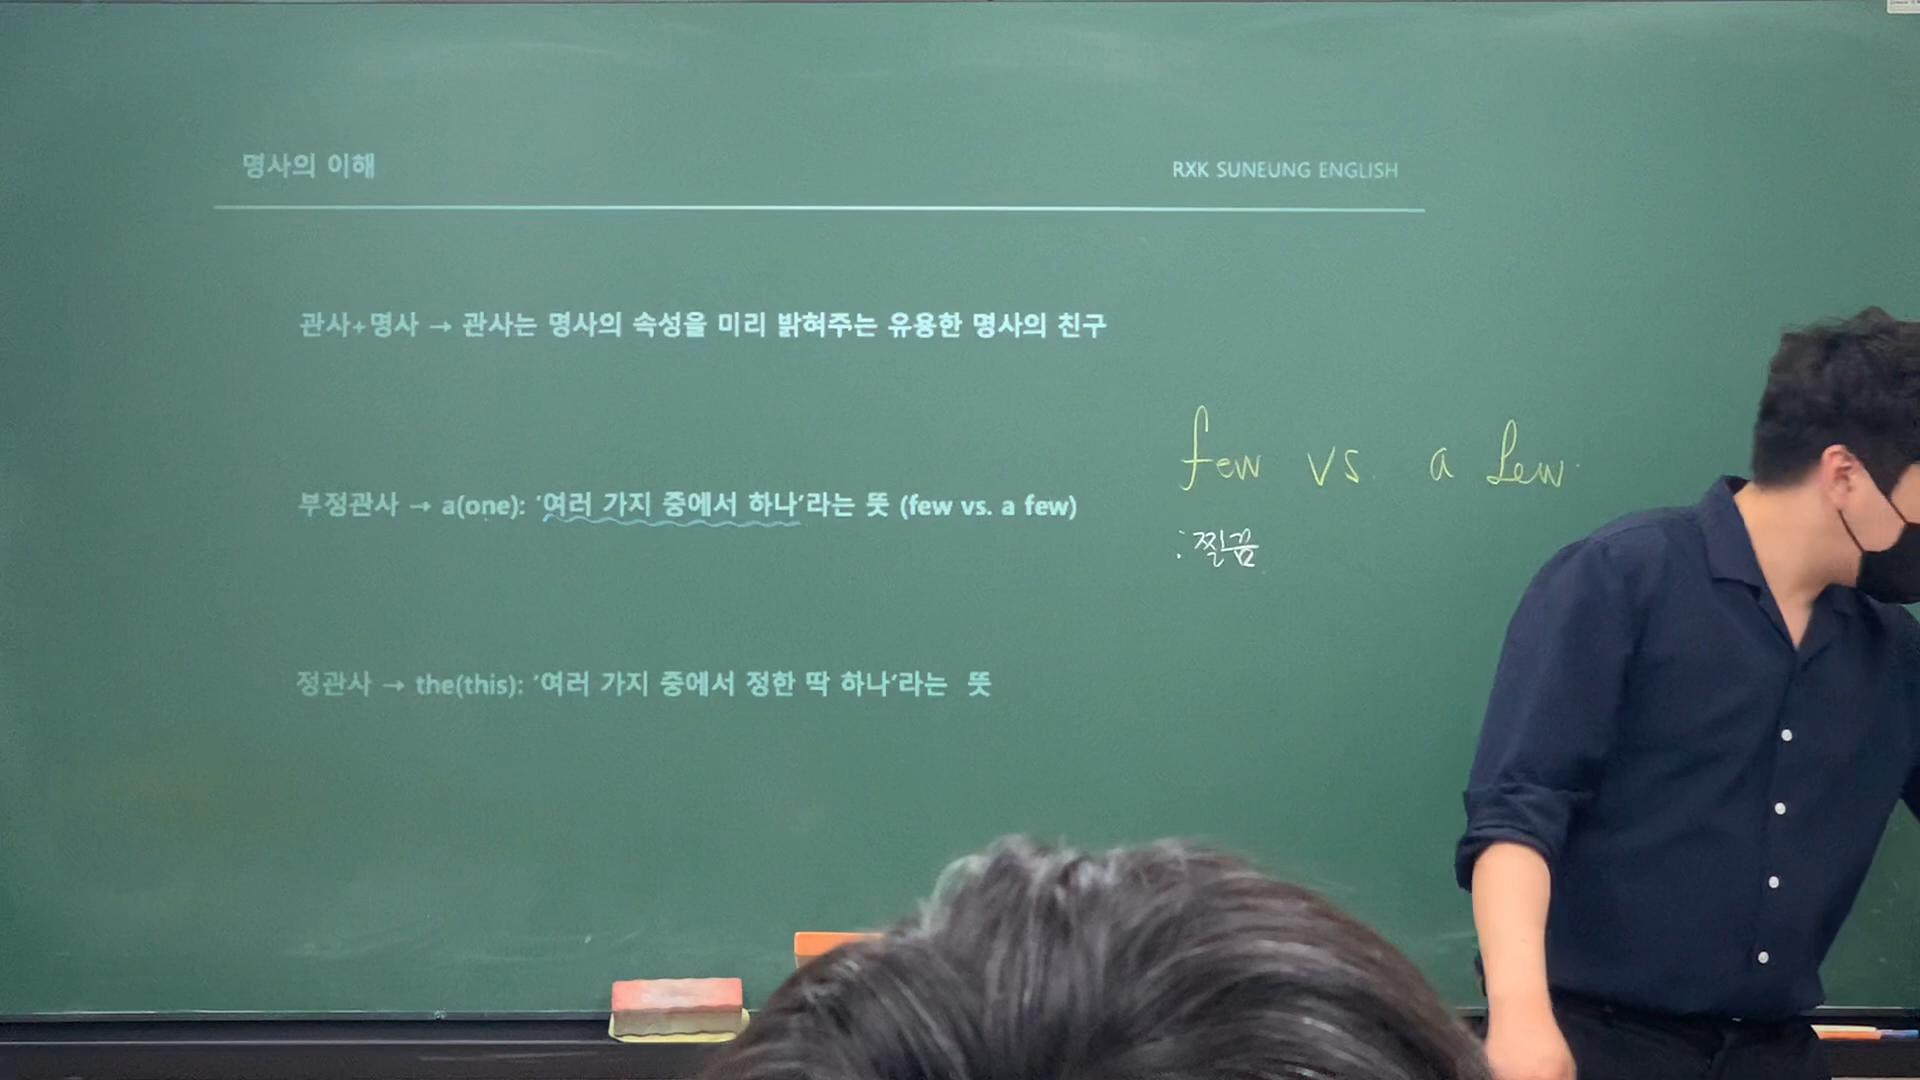 명사의 이해
RXK SUNEUNG ENGLISH
관사+명사 → 관사는 명사의 속성을 미리 밝혀주는 유용한 명사의 친구
few vs. a few.
부정관사 → a(one): '여러 가지 중에서 하나'라는 뜻 (few vs. a few)
: 찔끔
정관사 → the(this): '여러 가지 중에서 정한 딱 하나'라는 뜻